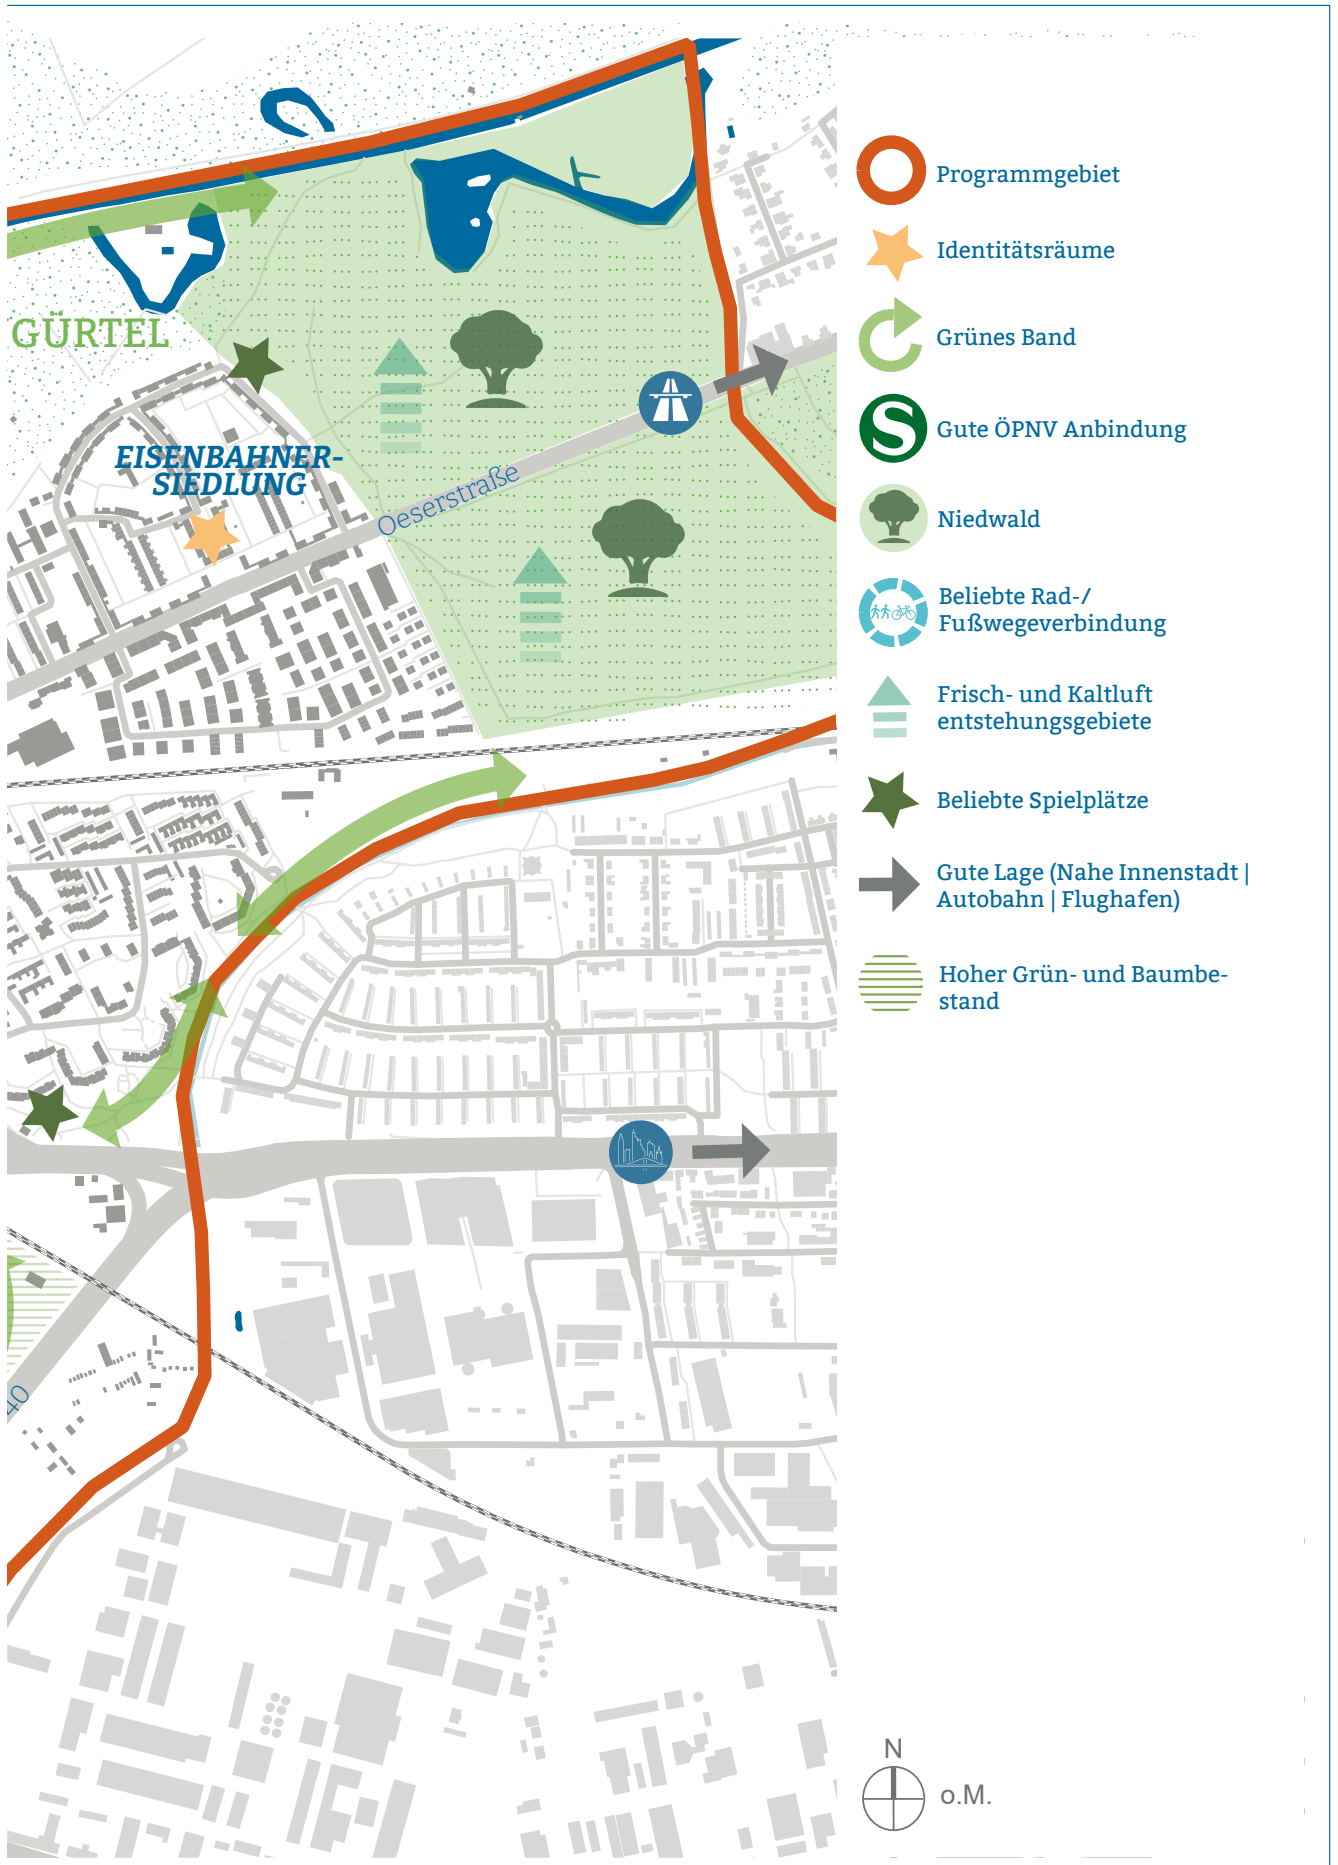 GÜRTEL
EISENBAHNER-
SIEDLUNG
Oeserstraße
40
Programmgebiet
Identitätsräume
Grünes Band
S
Gute ÖPNV Anbindung
Niedwald
Beliebte Rad-/
Fußwegeverbindung
Frisch- und Kaltluft
entstehungsgebiete
Beliebte Spielplätze
Gute Lage (Nahe Innenstadt |
Autobahn | Flughafen)
Hoher Grün- und Baumbe-
stand
N
o.M.